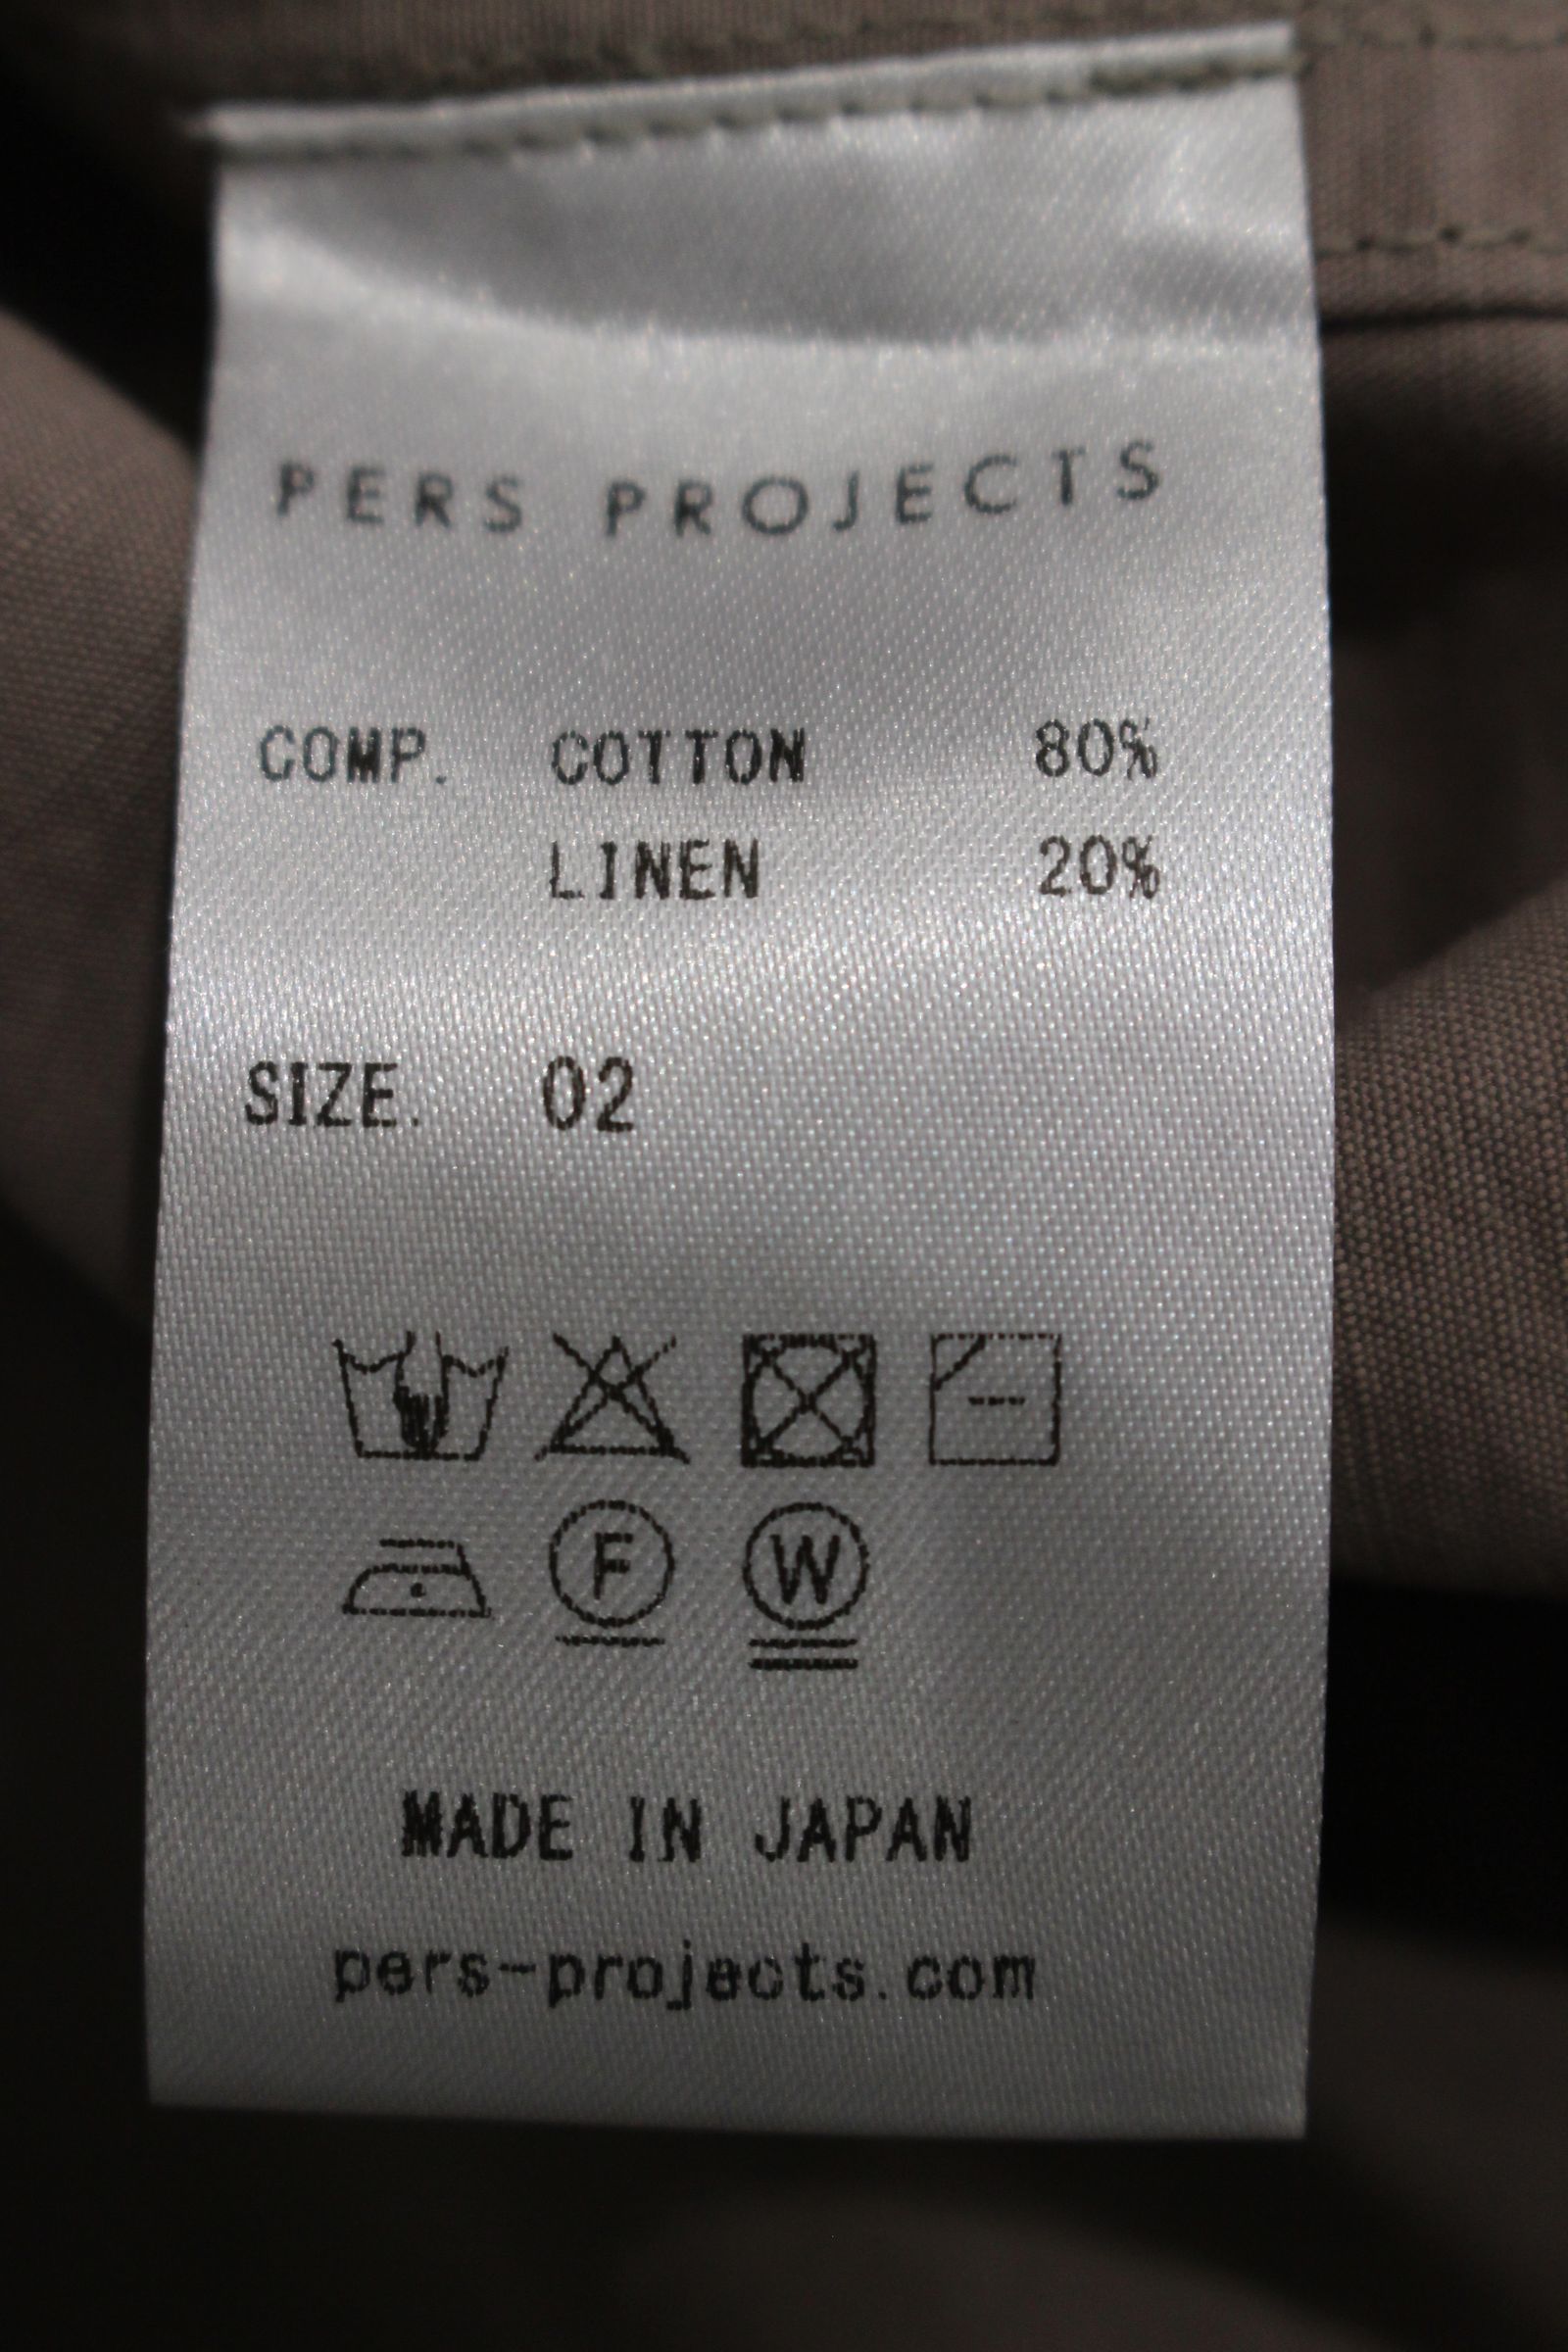 PERS PROJECTS
COMP. COTTON 80%
LINEN 20%
SIZE. 02
F W
MADE IN JAPAN
pers-projects.com